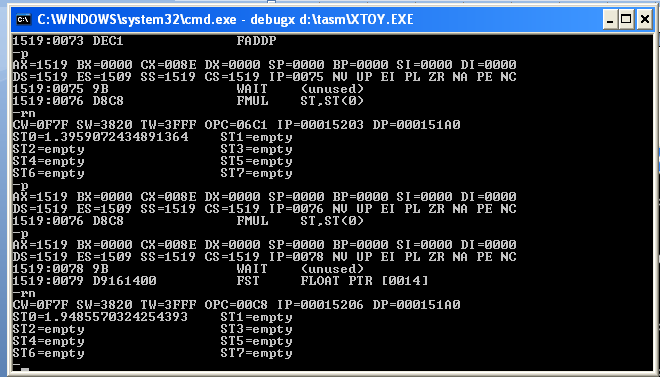 C:\WINDOWS\system32\cmd.exe - debugx d:\tasm\XTOY.EXE
1519:0073 DEC1 FADDP
-p
AX=1519 BX=0000 CX=008E DX=0000 SP=0000 BP=0000 SI=0000 DI=0000
DS=1519 ES=1509 SS=1519 CS=1519 IP=0075 NV UP EI PL ZR NA PE NC
1519:0075 9B WAIT (unused)
1519:0076 D8C8 FMUL ST,ST(0)
-rn
CW=0F7F SW=3820 TW=3FFF OPC=06C1 IP=00015203 DP=000151A0
ST0=1.3959072434891364 ST1=empty
ST2=empty ST3=empty
ST4=empty ST5=empty
ST6=empty ST7=empty
-p
AX=1519 BX=0000 CX=008E DX=0000 SP=0000 BP=0000 SI=0000 DI=0000
DS=1519 ES=1509 SS=1519 CS=1519 IP=0076 NV UP EI PL ZR NA PE NC
1519:0076 D8C8 FMUL ST,ST(0)
-p
AX=1519 BX=0000 CX=008E DX=0000 SP=0000 BP=0000 SI=0000 DI=0000
DS=1519 ES=1509 SS=1519 CS=1519 IP=0078 NV UP EI PL ZR NA PE NC
1519:0078 9B WAIT (unused)
1519:0079 D9161400 FST FLOAT PTR [0014]
-rn
CW=0F7F SW=3820 TW=3FFF OPC=00C8 IP=00015206 DP=000151A0
ST0=1.9485570324254393 ST1=empty
ST2=empty ST3=empty
ST4=empty ST5=empty
ST6=empty ST7=empty
-